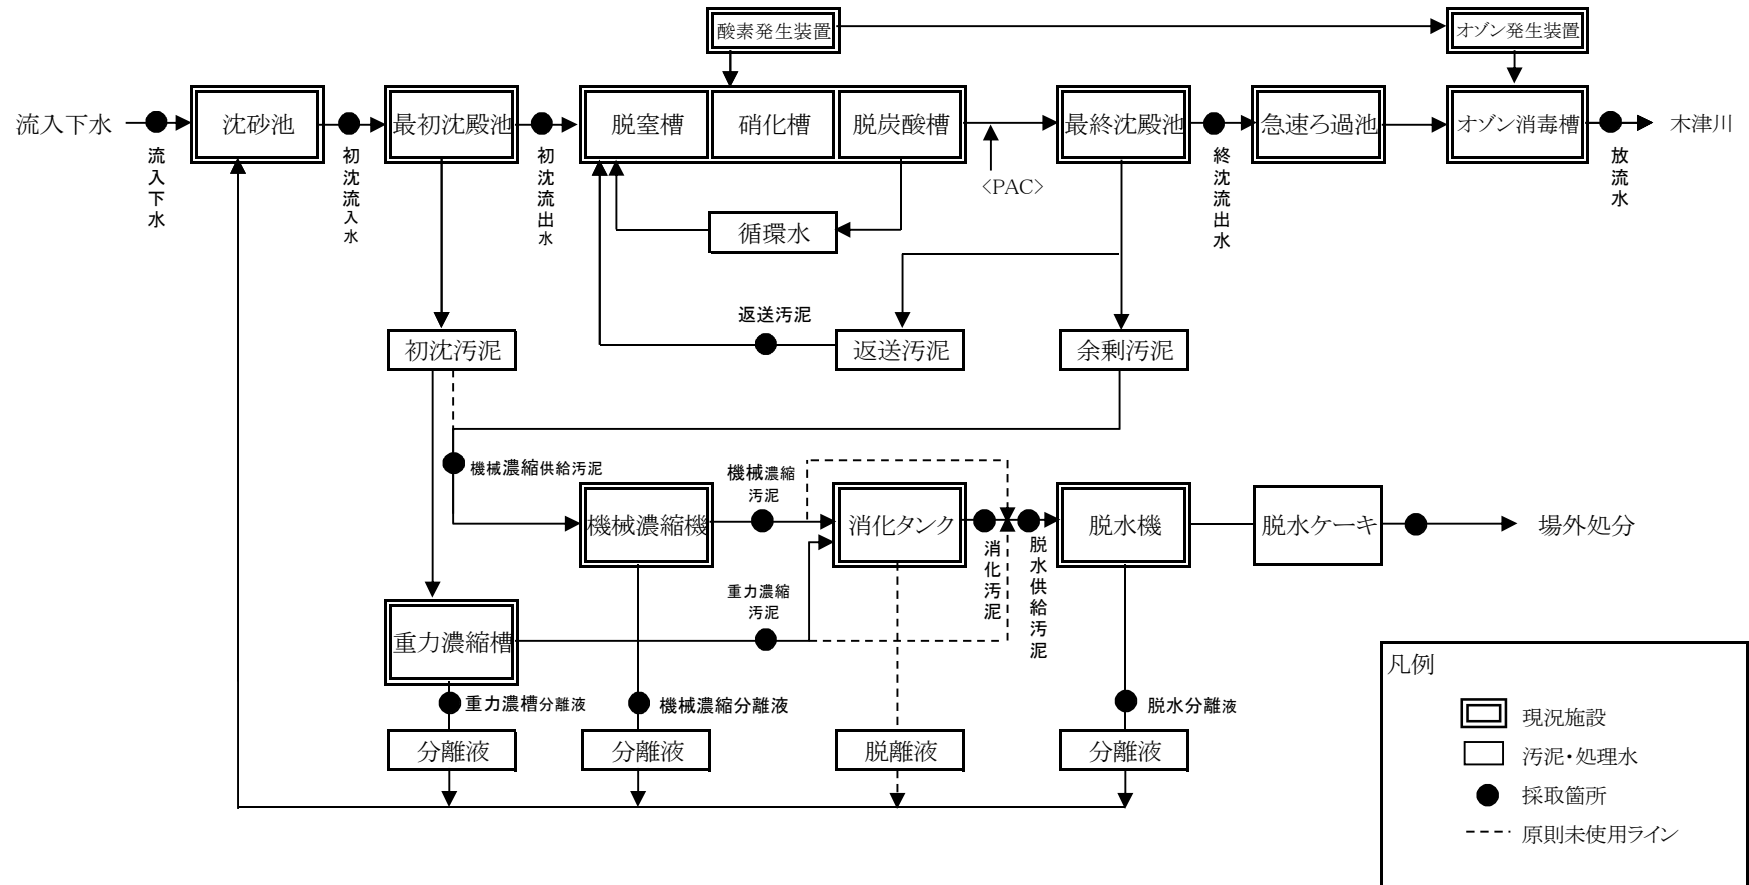 酸素発生装置
オゾン発生装置
流入下水
沈砂池
最初沈殿池
脱窒槽
硝化槽
脱炭酸槽
最終沈殿池
急速ろ過池
オゾン消毒槽
木津川
流入下水
初沈流入水
初沈流出水
<PAC>
終沈流出水
放流水
循環水
返送汚泥
初沈汚泥
返送汚泥
余剰汚泥
機械濃縮供給汚泥
機械濃縮
汚泥
機械濃縮機
消化タンク
消化汚泥
脱水供給汚泥
脱水機
脱水ケーキ
場外処分
重力濃縮
汚泥
重力濃縮槽
重力濃槽分離液
機械濃縮分離液
脱水分離液
分離液
分離液
脱離液
分離液
凡例
現況施設
汚泥・処理水
採取箇所
原則未使用ライン